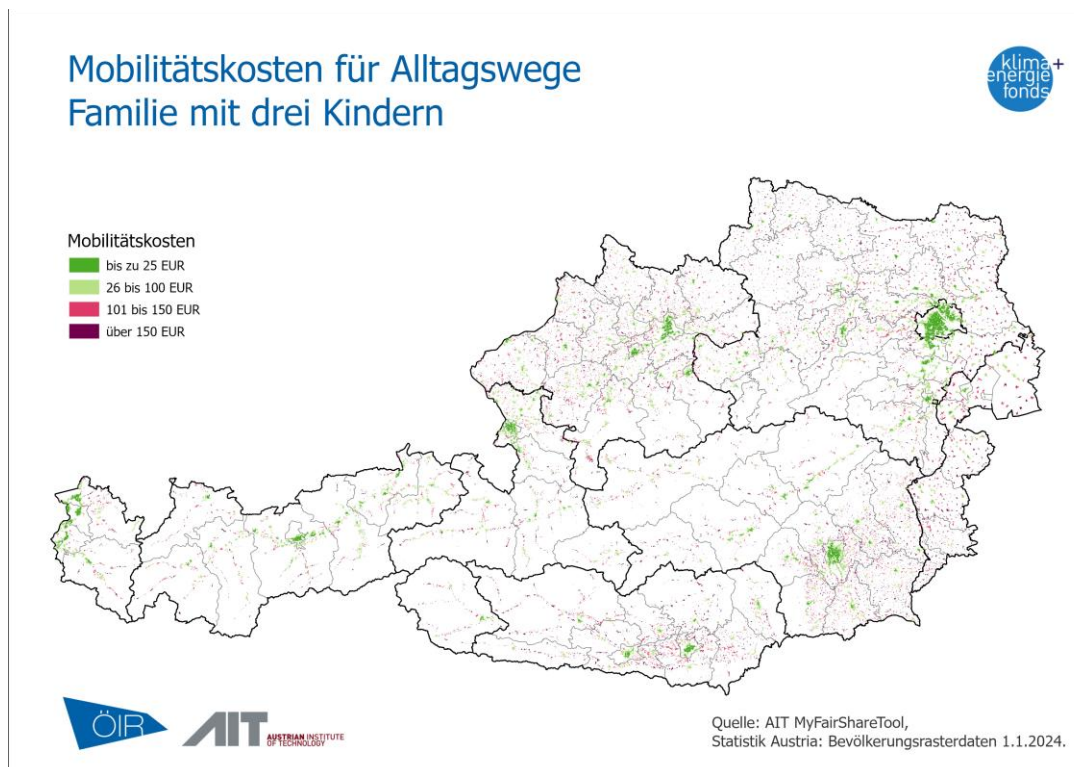 Mobilitätskosten für Alltagswege
Familie mit drei Kindern
klima+
energie
fonds
Mobilitätskosten
bis zu 25 EUR
26 bis 100 EUR
101 bis 150 EUR
über 150 EUR
ÖIR
AIT
AUSTRIAN INSTITUTE
OF TECHNOLOGY
Quelle: AIT MyFairShareTool,
Statistik Austria: Bevölkerungsrasterdaten 1.1.2024.